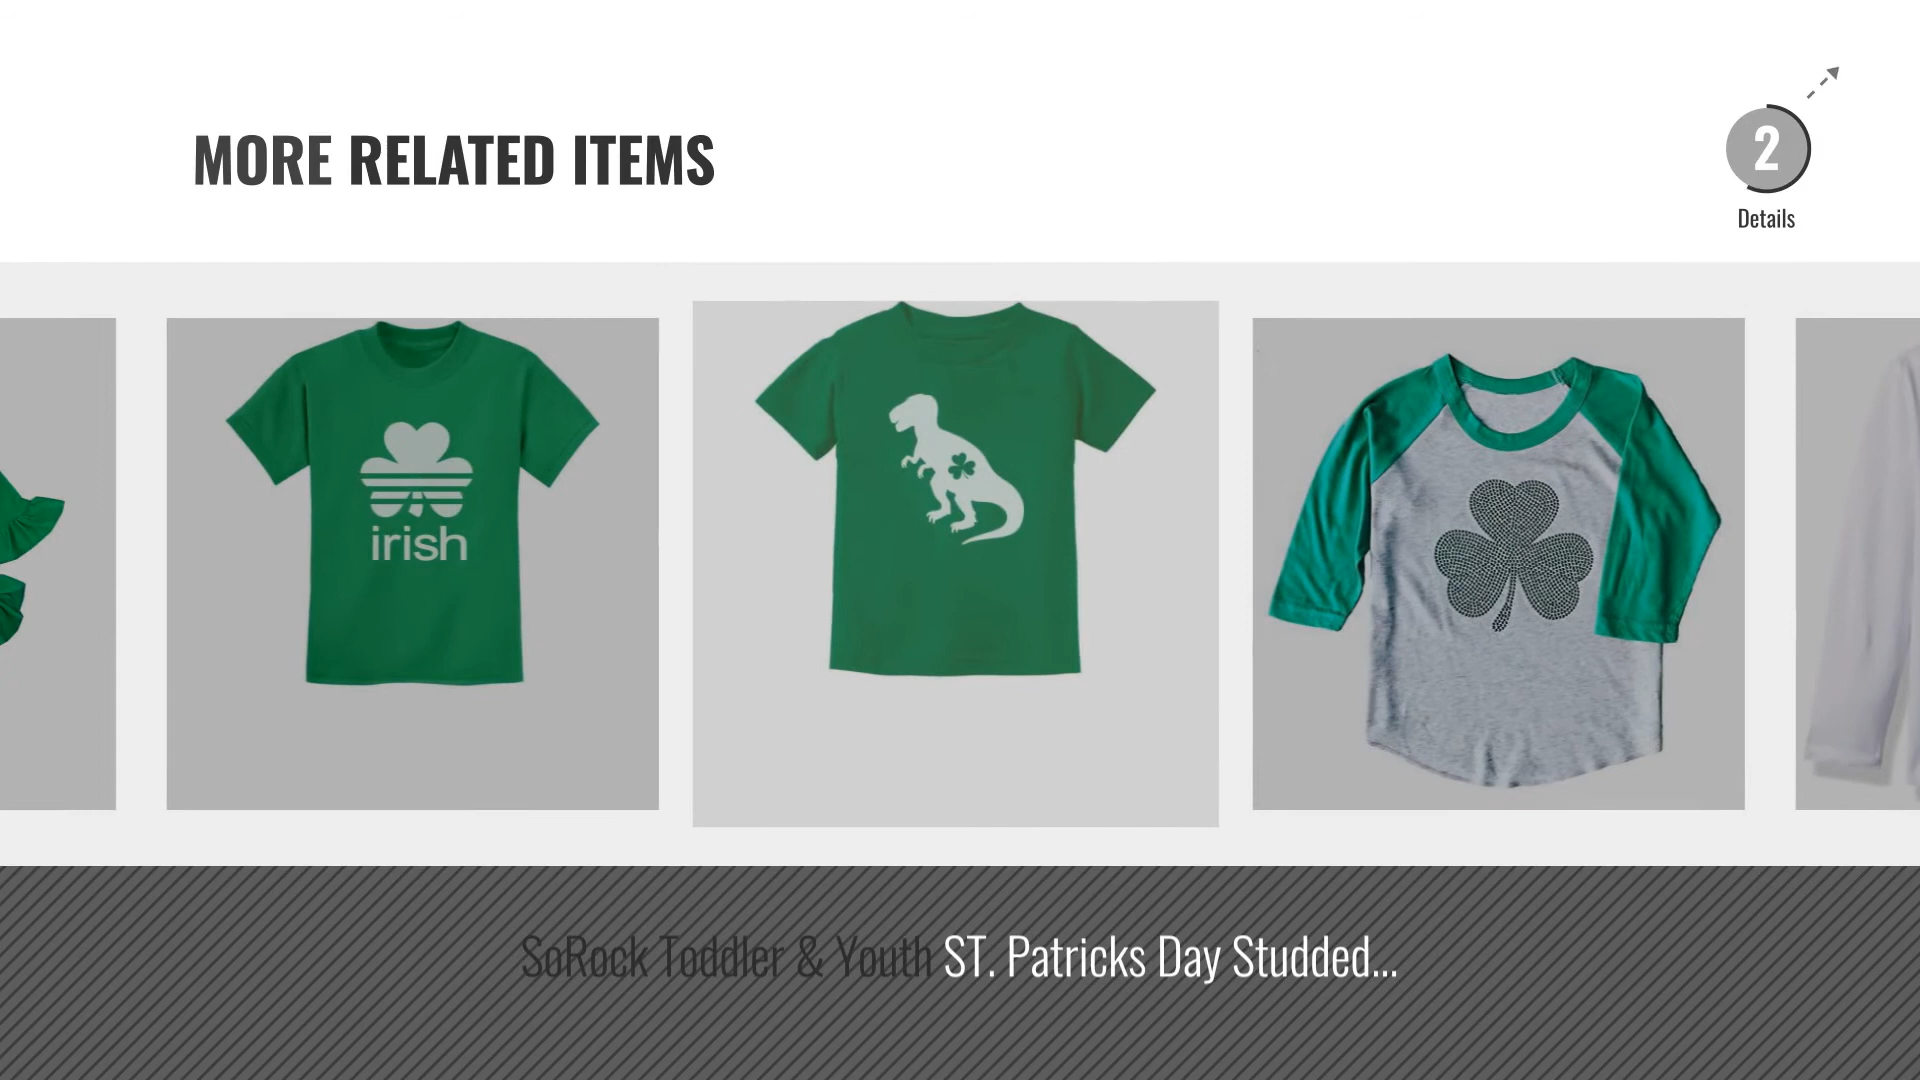 MORE RELATED ITEMS
2
Details
irish
SoRock Toddler & Youth ST. Patricks Day Studded...